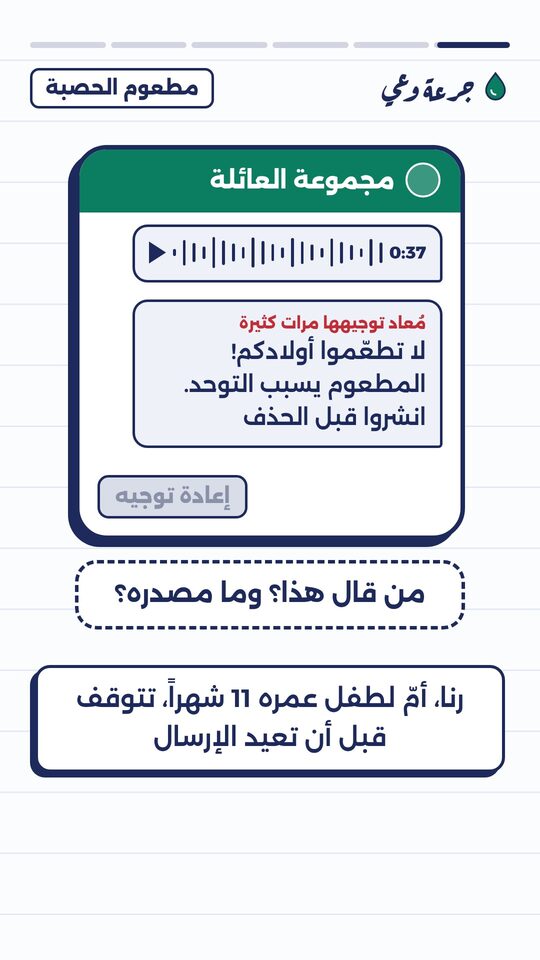 جرعة وعي
مطعوم الحصبة
مجموعة العائلة
0:37
مُعاد توجيهها مرات كثيرة
لا تطعّموا أولادكم!
المطعوم يسبب التوحد.
انشروا قبل الحذف
إعادة توجيه
من قال هذا؟ وما مصدره؟
رنا، أمّ لطفل عمره 11 شهراً، تتوقف
قبل أن تعيد الإرسال